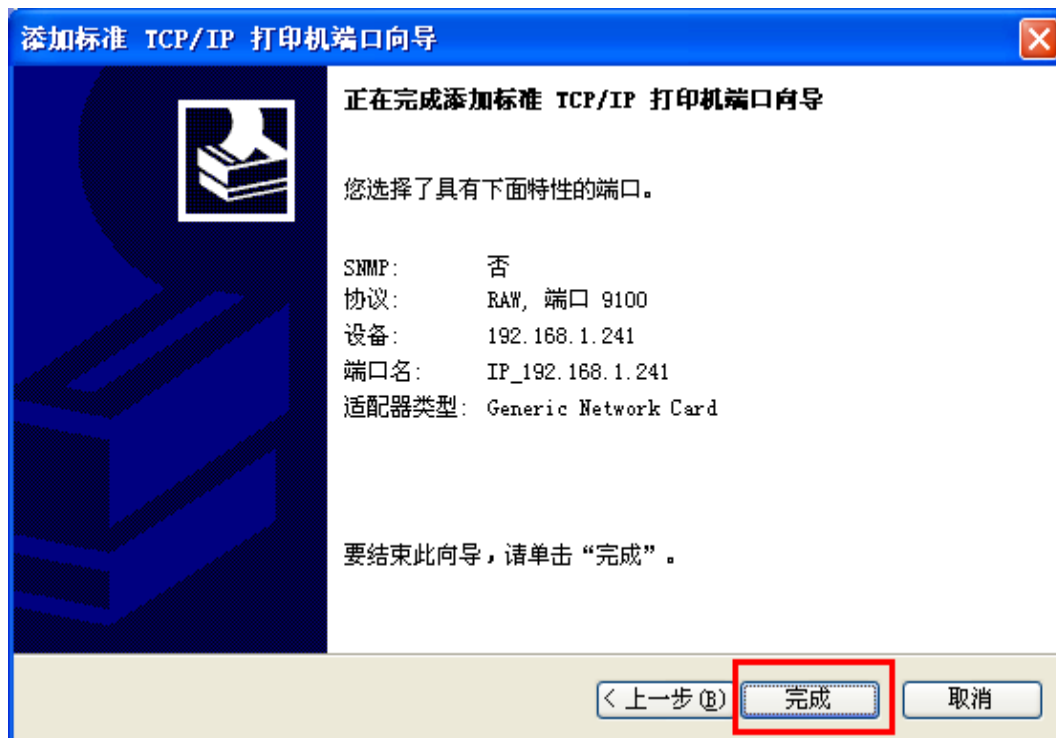 添加标准 TCP/IP 打印机端口向导
正在完成添加标准 TCP/IP 打印机端口向导
您选择了具有下面特性的端口。
SNMP: 否
协议: RAW, 端口 9100
设备: 192.168.1.241
端口名: IP_192.168.1.241
适配器类型: Generic Network Card
要结束此向导，请单击“完成”。
< 上一步(B) 完成 取消